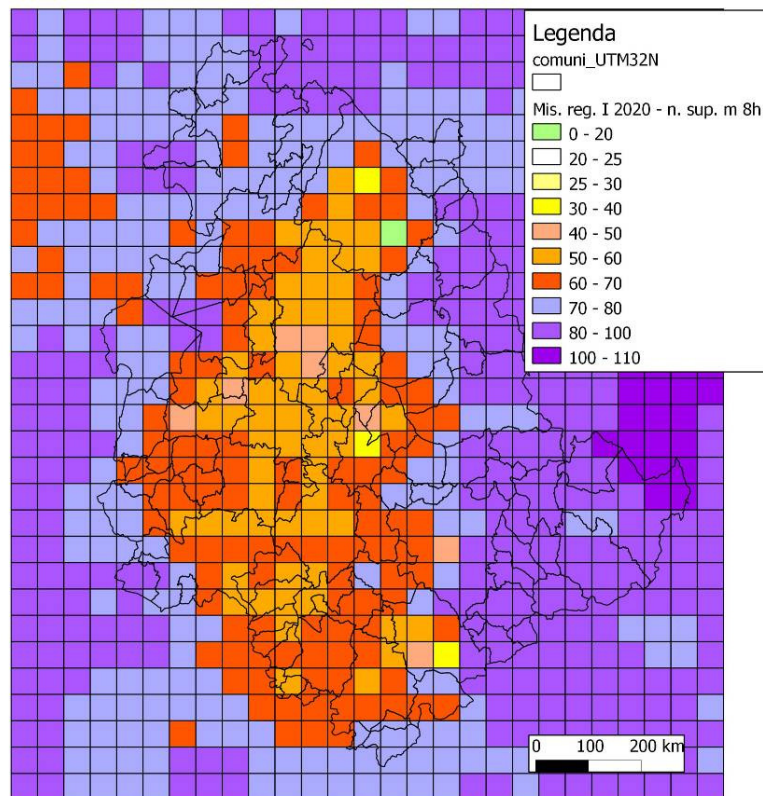 Legenda
comuni_UTM32N
Mis. reg. I 2020 - n. sup. m 8h
0 - 20
20 - 25
25 - 30
30 - 40
40 - 50
50 - 60
60 - 70
70 - 80
80 - 100
100 - 110
0 100 200 km